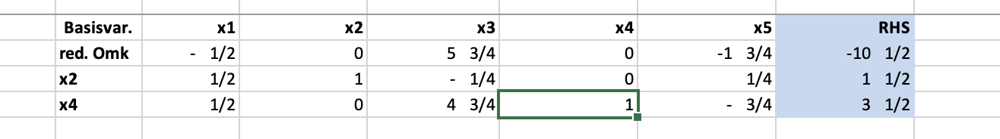 Basisvar. x1 x2 x3 x4 x5 RHS
red. Omk - 1/2 0 5 3/4 0 -1 3/4 -10 1/2
x2 1/2 1 - 1/4 0 1/4 1 1/2
x4 1/2 0 4 3/4 1 - 3/4 3 1/2